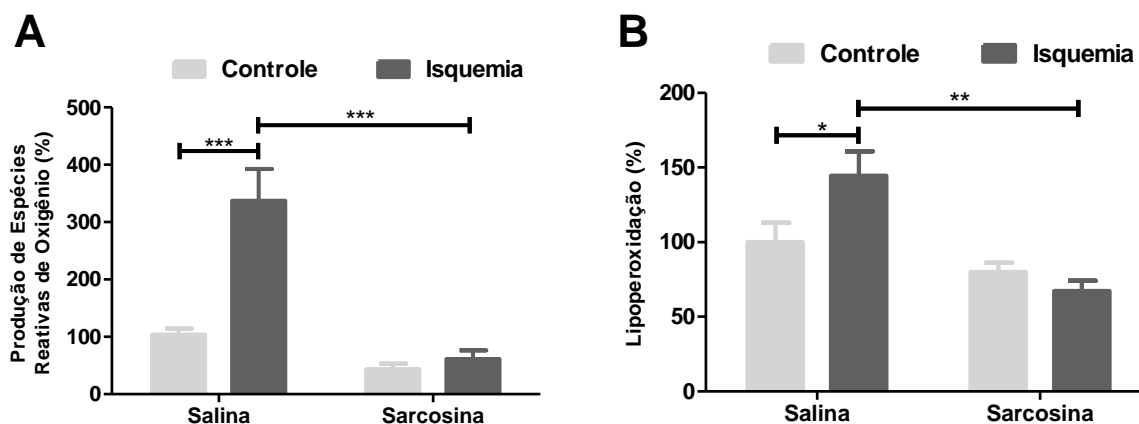 A
Controle
Isquemia
Produção de Espécies
Reativas de Oxigênio (%)
500
400
300
200
100
0
***
***
Salina
Sarcosina
B
Controle
Isquemia
Lipoperoxidação (%)
200
150
100
50
0
*
**
Salina
Sarcosina